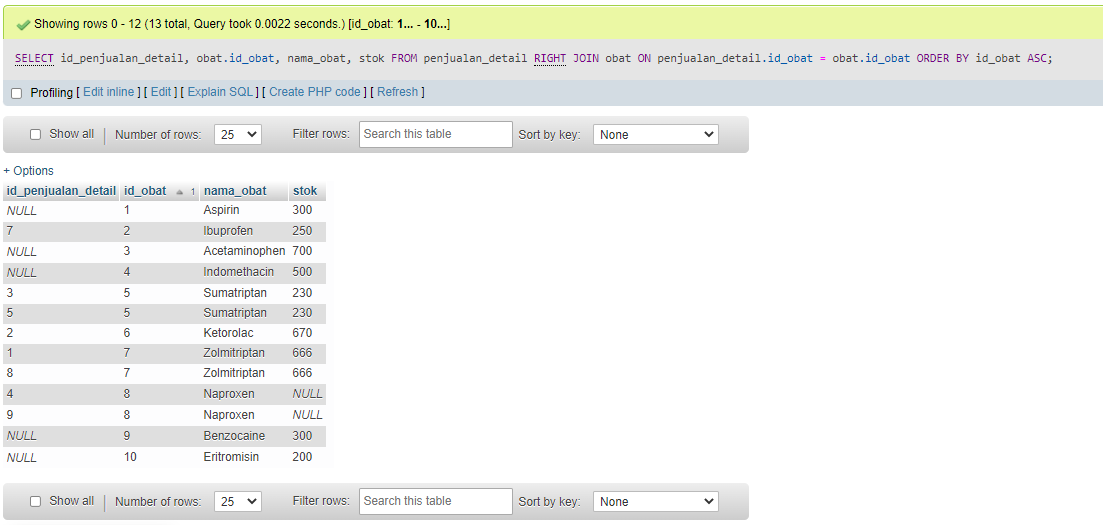 Showing rows 0 - 12 (13 total, Query took 0.0022 seconds.) [id_obat: 1... - 10...]
SELECT id_penjualan_detail, obat.id_obat, nama_obat, stok FROM penjualan_detail RIGHT JOIN obat ON penjualan_detail.id_obat = obat.id_obat ORDER BY id_obat ASC;
Profiling [ Edit inline ] [ Edit ] [ Explain SQL ] [ Create PHP code ] [ Refresh ]
Show all Number of rows: 25 Filter rows: Search this table Sort by key: None
+ Options
id_penjualan_detail id_obat 1 nama_obat stok
NULL 1 Aspirin 300
7 2 Ibuprofen 250
NULL 3 Acetaminophen 700
NULL 4 Indomethacin 500
3 5 Sumatriptan 230
5 5 Sumatriptan 230
2 6 Ketorolac 670
1 7 Zolmitriptan 666
8 7 Zolmitriptan 666
4 8 Naproxen NULL
9 8 Naproxen NULL
NULL 9 Benzocaine 300
NULL 10 Eritromisin 200
Show all Number of rows: 25 Filter rows: Search this table Sort by key: None